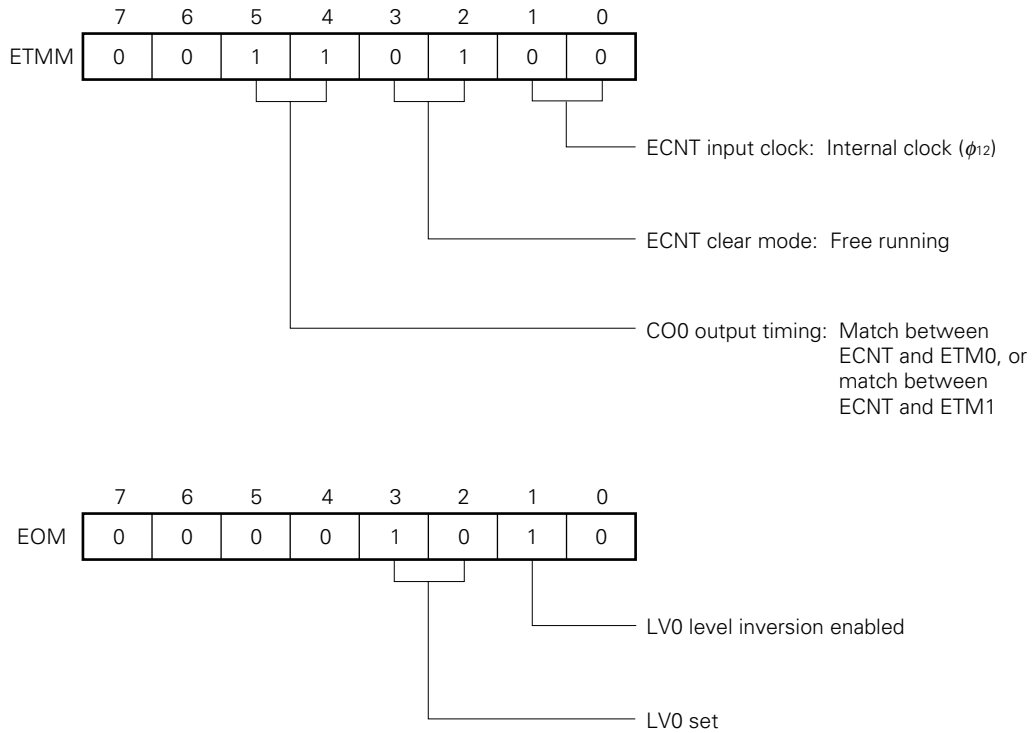 7 6 5 4 3 2 1 0
ETMM 0 0 1 1 0 1 0 0
ECNT input clock: Internal clock (ϕ12)
ECNT clear mode: Free running
CO0 output timing: Match between
ECNT and ETM0, or
match between
ECNT and ETM1
7 6 5 4 3 2 1 0
EOM 0 0 0 0 1 0 1 0
LV0 level inversion enabled
LV0 set